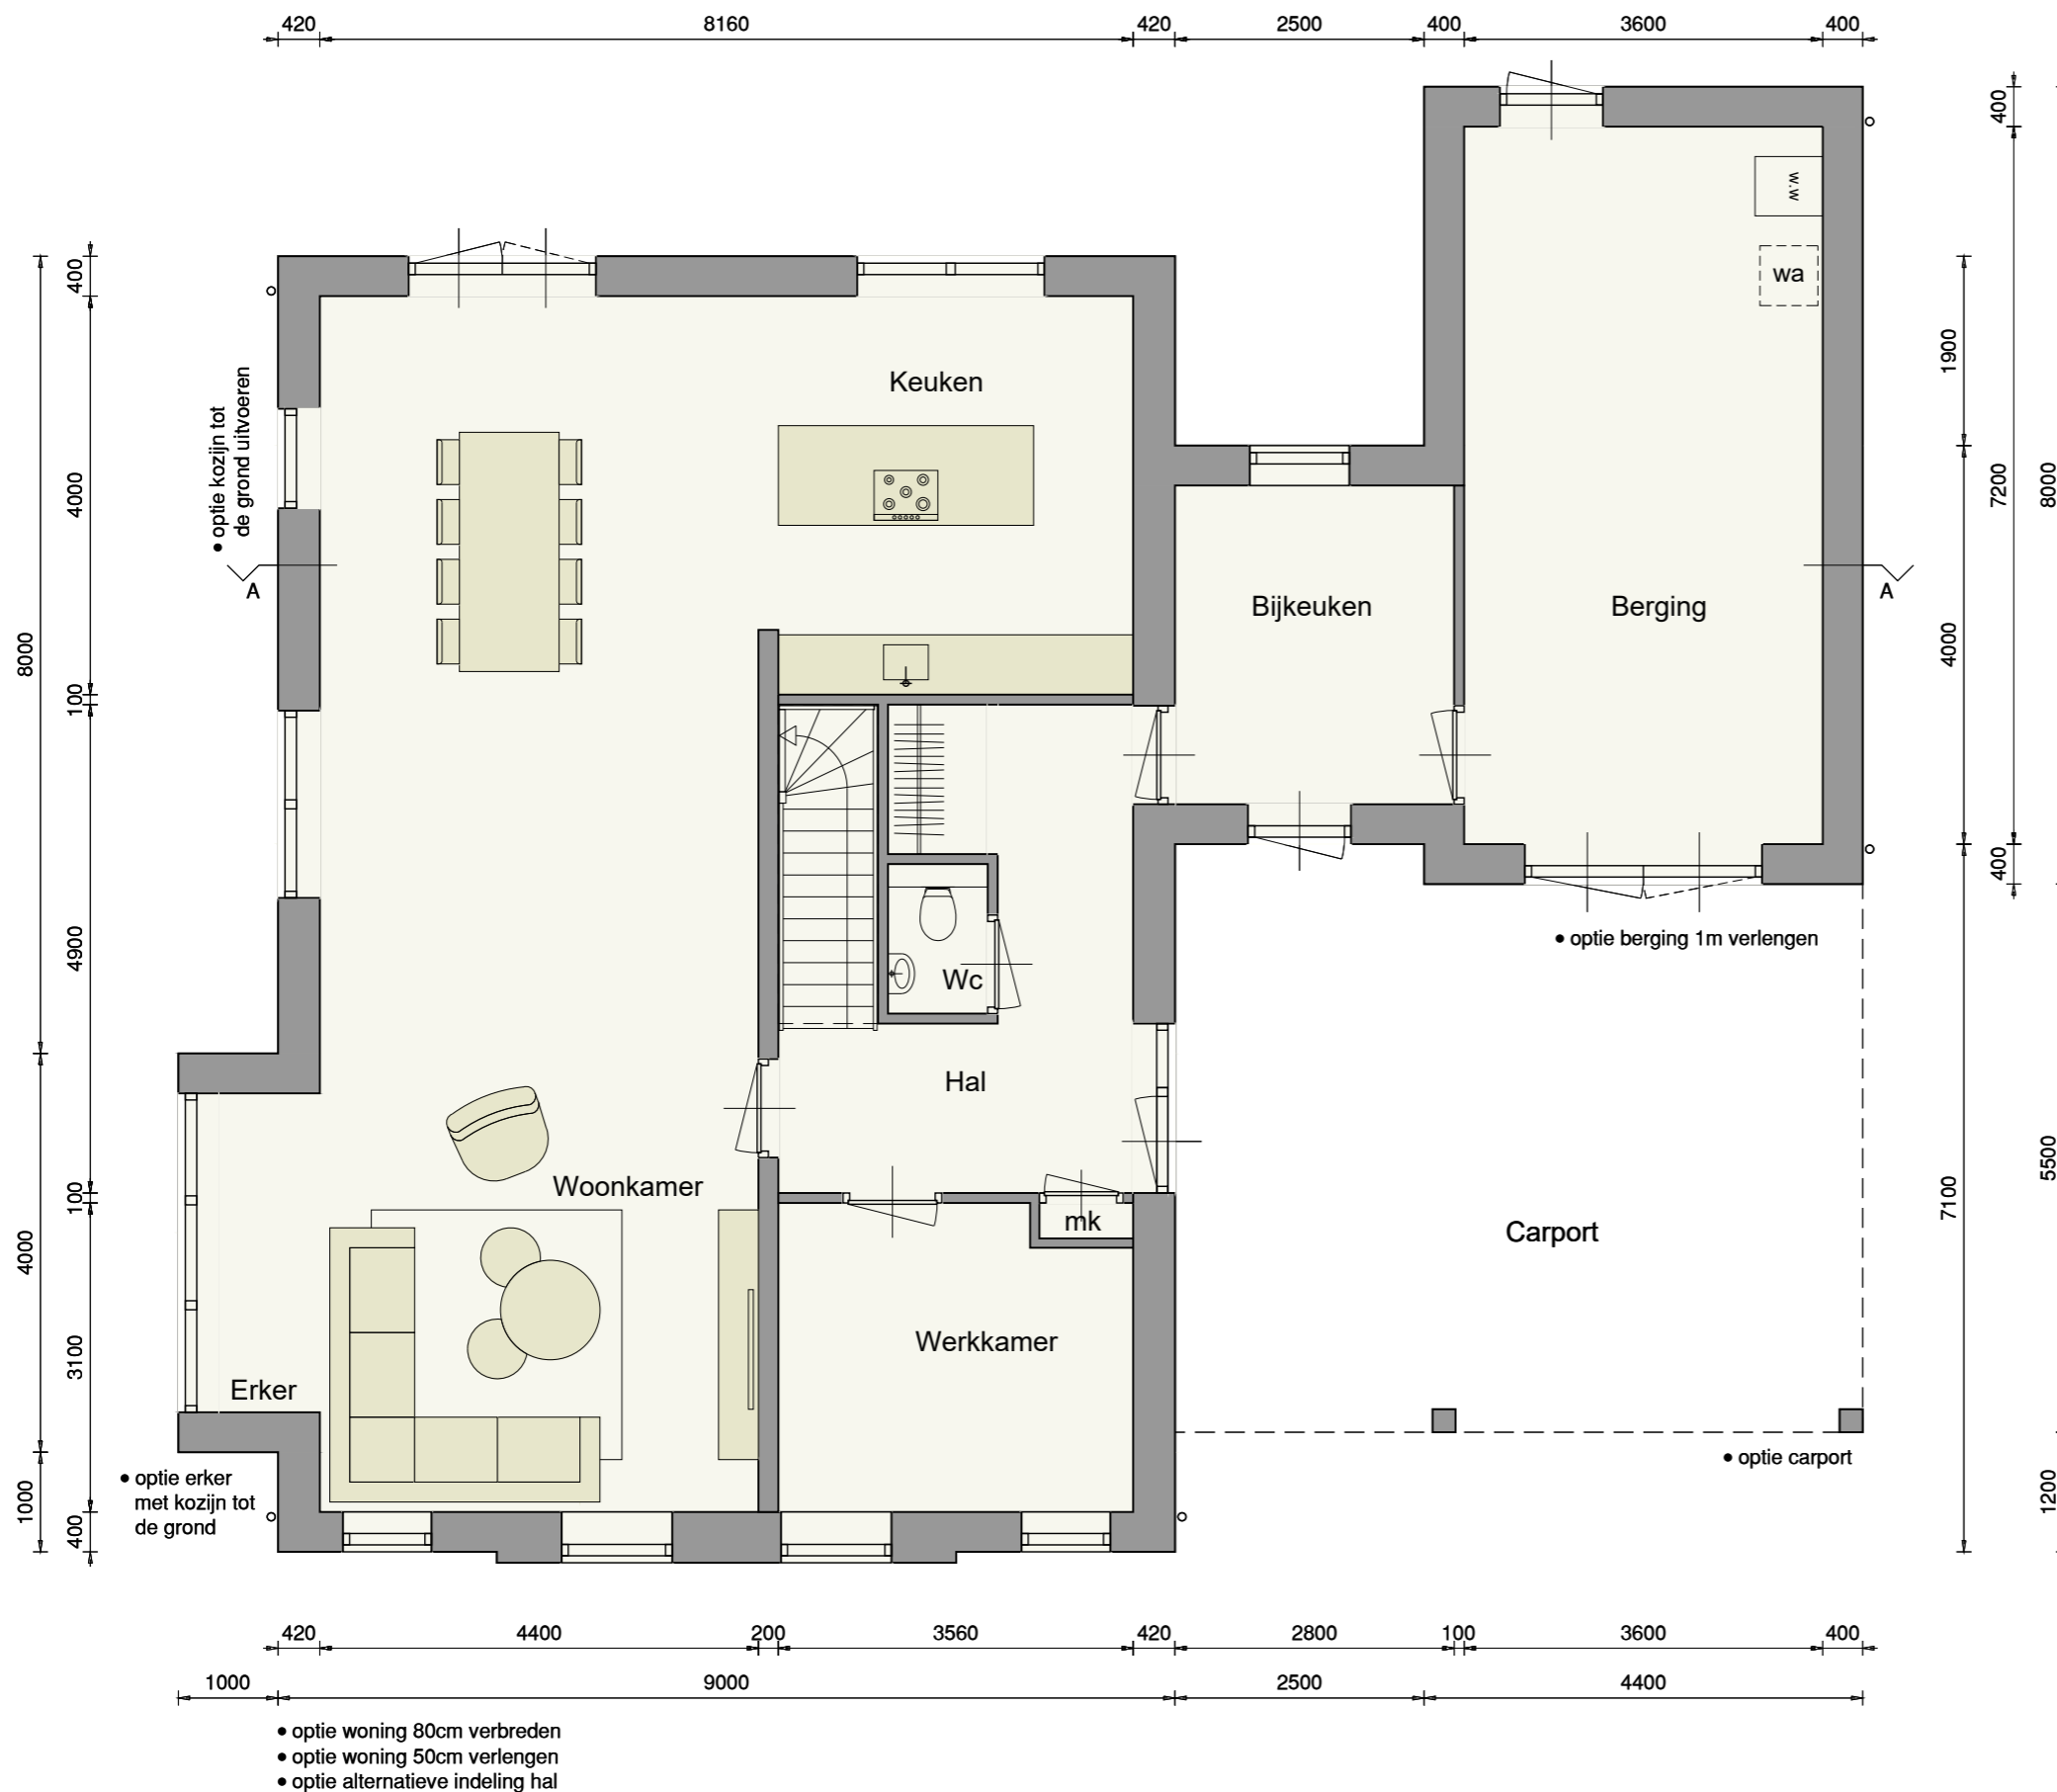 420
8160
420
2500
400
3600
400
400
400
400
w.w
wa
Keuken
1900
• optie kozijn tot
de grond uitvoeren
4000
7200
8000
A
A
Bijkeuken
Berging
8000
4000
100
400
• optie berging 1m verlengen
4900
Wc
Hal
5500
Woonkamer
100
7100
mk
Carport
4000
Werkkamer
3100
Erker
• optie carport
• optie erker
met kozijn tot
de grond
1000
400
1200
420
4400
200
3560
420
2800
100
3600
400
1000
9000
2500
4400
• optie woning 80cm verbreden
• optie woning 50cm verlengen
• optie alternatieve indeling hal